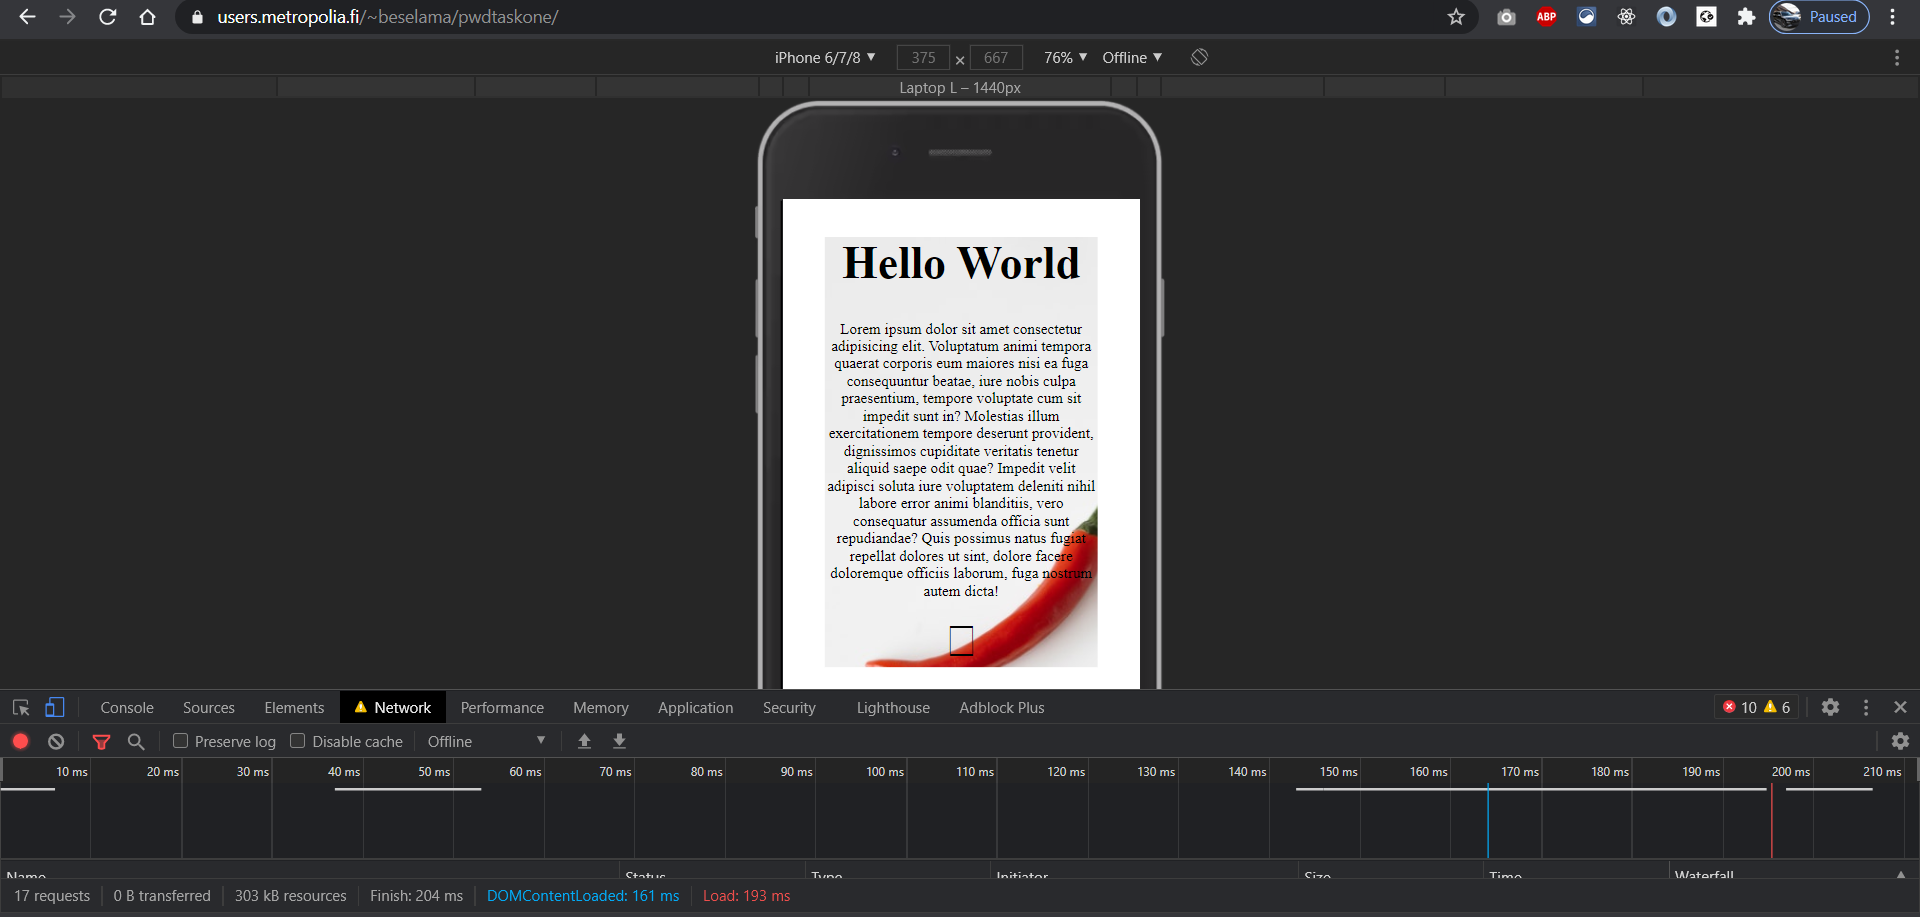 users.metropolia.fi/~beselama/pwdtaskone/
ABP
Paused
iPhone 6/7/8 375 × 667 76% Offline
Laptop L – 1440px
Hello World
Lorem ipsum dolor sit amet consectetur
adipisicing elit. Voluptatum animi tempora
quaerat corporis eum maiores nisi ea fuga
consequuntur beatae, iure nobis culpa
praesentium, tempore voluptate cum sit
impedit sunt in? Molestias illum
exercitationem tempore deserunt provident,
dignissimos cupiditate veritatis tenetur
aliquid saepe odit quae? Impedit velit
adipisci soluta iure voluptatem deleniti nihil
labore error animi blanditiis, vero
consequatur assumenda officia sunt
repudiandae? Quis possimus natus fugiat
repellat dolores ut sint, dolore facere
doloremque officiis laborum, fuga nostrum
autem dicta!
Console Sources Elements Network Performance Memory Application Security Lighthouse Adblock Plus 10 6
Preserve log Disable cache Offline
10 ms 20 ms 30 ms 40 ms 50 ms 60 ms 70 ms 80 ms 90 ms 100 ms 110 ms 120 ms 130 ms 140 ms 150 ms 160 ms 170 ms 180 ms 190 ms 200 ms 210 ms
Name Status Type Initiator Size Time Waterfall
17 requests 0 B transferred 303 kB resources Finish: 204 ms DOMContentLoaded: 161 ms Load: 193 ms